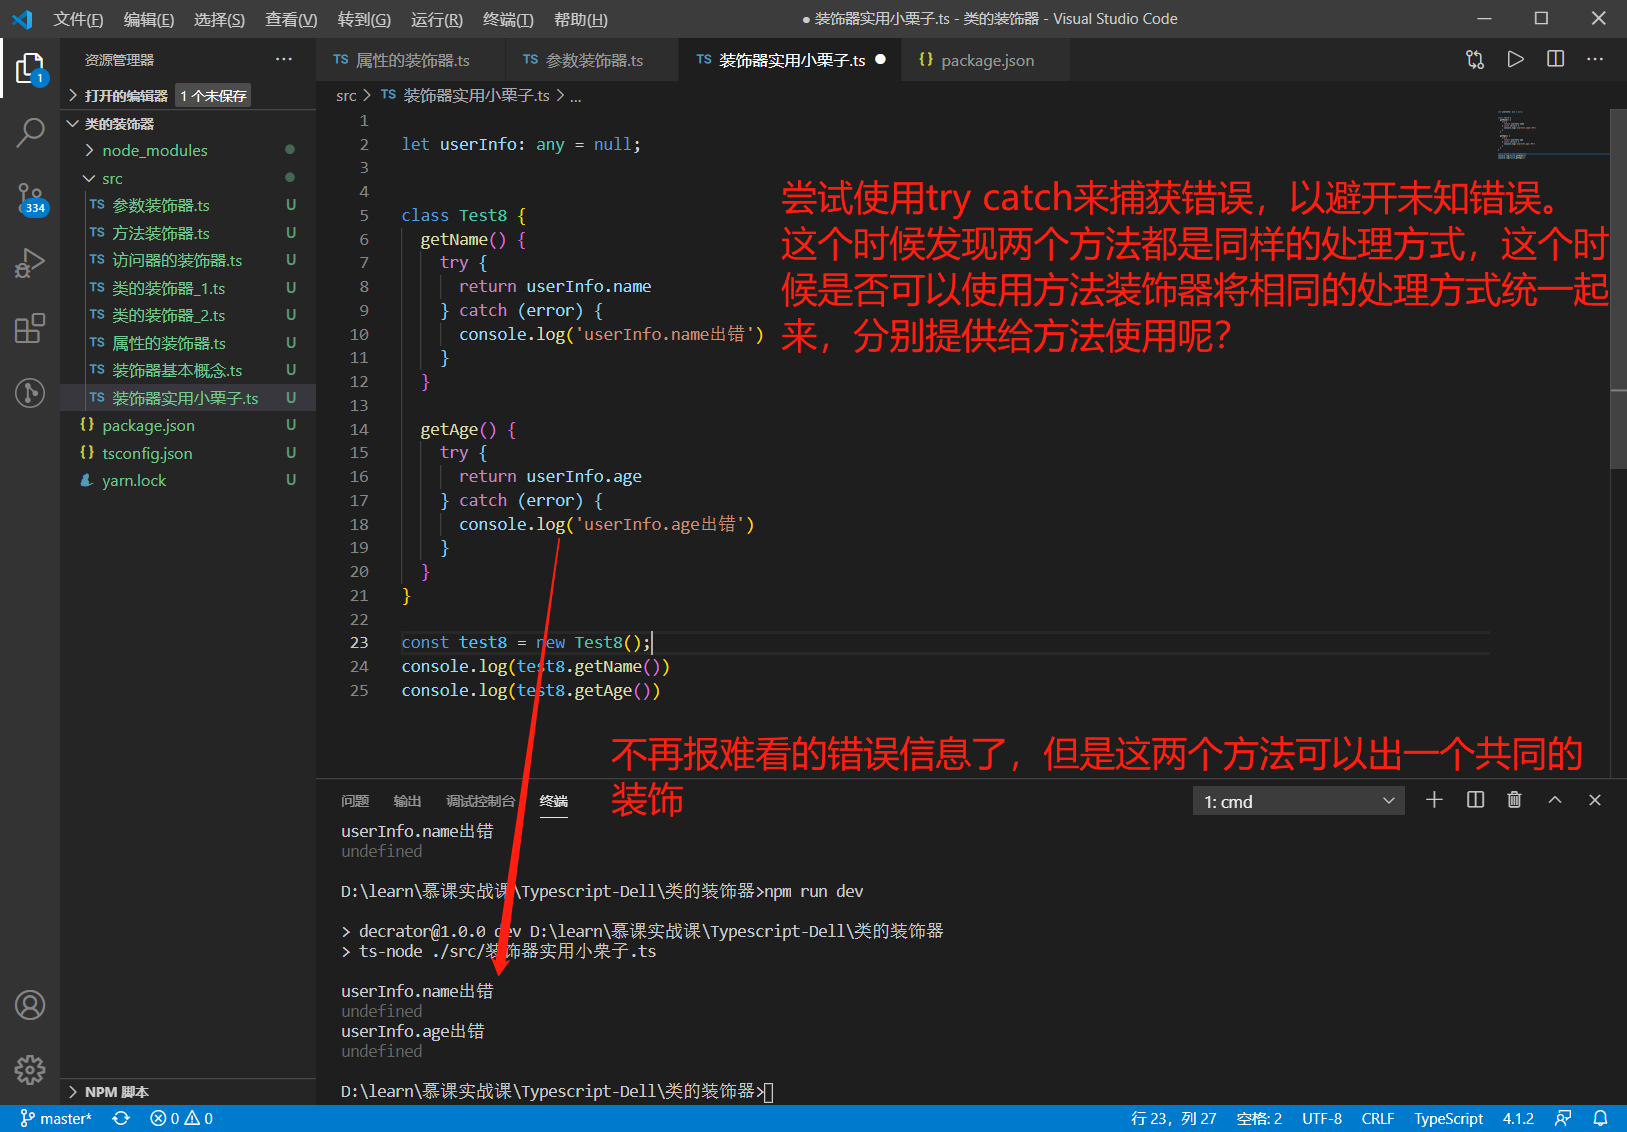 文件(F) 编辑(E) 选择(S) 查看(V) 转到(G) 运行(R) 终端(T) 帮助(H)
● 装饰器实用小栗子.ts - 类的装饰器 - Visual Studio Code
资源管理器 ···
TS 属性的装饰器.ts
TS 参数装饰器.ts
TS 装饰器实用小栗子.ts ●
{} package.json
打开的编辑器 1 个未保存
src > TS 装饰器实用小栗子.ts > ...
类的装饰器
node_modules
src
TS 参数装饰器.ts U
TS 方法装饰器.ts U
TS 访问器的装饰器.ts U
TS 类的装饰器_1.ts U
TS 类的装饰器_2.ts U
TS 属性的装饰器.ts U
TS 装饰器基本概念.ts U
TS 装饰器实用小栗子.ts U
{} package.json U
{} tsconfig.json U
yarn.lock U
NPM 脚本
1
334
1
2 let userInfo: any = null;
3
4
5 class Test8 {
6 getName() {
7 try {
8 return userInfo.name
9 } catch (error) {
10 console.log('userInfo.name出错')
11 }
12 }
13
14 getAge() {
15 try {
16 return userInfo.age
17 } catch (error) {
18 console.log('userInfo.age出错')
19 }
20 }
21 }
22
23 const test8 = new Test8();
24 console.log(test8.getName())
25 console.log(test8.getAge())
尝试使用try catch来捕获错误，以避开未知错误。
这个时候发现两个方法都是同样的处理方式，这个时
候是否可以使用方法装饰器将相同的处理方式统一起
来，分别提供给方法使用呢？
不再报难看的错误信息了，但是这两个方法可以出一个共同的
装饰
问题 输出 调试控制台 终端
1: cmd
userInfo.name出错
undefined
D:\learn\慕课实战课\Typescript-Dell\类的装饰器>npm run dev
> decrator@1.0.0 dev D:\learn\慕课实战课\Typescript-Dell\类的装饰器
> ts-node ./src/装饰器实用小栗子.ts
userInfo.name出错
undefined
userInfo.age出错
undefined
D:\learn\慕课实战课\Typescript-Dell\类的装饰器>
master* 0 0
行 23，列 27 空格: 2 UTF-8 CRLF TypeScript 4.1.2